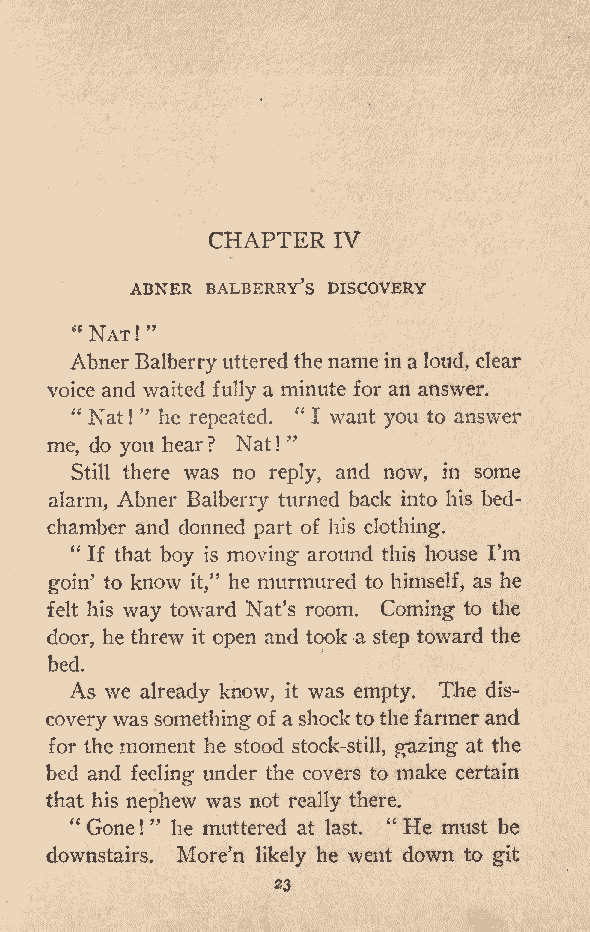 CHAPTER IV
ABNER BALBERRY'S DISCOVERY
"NAT!"
Abner Balberry uttered the name in a loud, clear
voice and waited fully a minute for an answer.
"Nat!" he repeated. "I want you to answer
me, do you hear? Nat!"
Still there was no reply, and now, in some
alarm, Abner Balberry turned back into his bed-
chamber and donned part of his clothing.
"If that boy is moving around this house I'm
goin' to know it," he murmured to himself, as he
felt his way toward Nat's room. Coming to the
door, he threw it open and took a step toward the
bed.
As we already know, it was empty. The dis-
covery was something of a shock to the farmer and
for the moment he stood stock-still, gazing at the
bed and feeling under the covers to make certain
that his nephew was not really there.
"Gone!" he muttered at last. "He must be
downstairs. More'n likely he went down to git
23